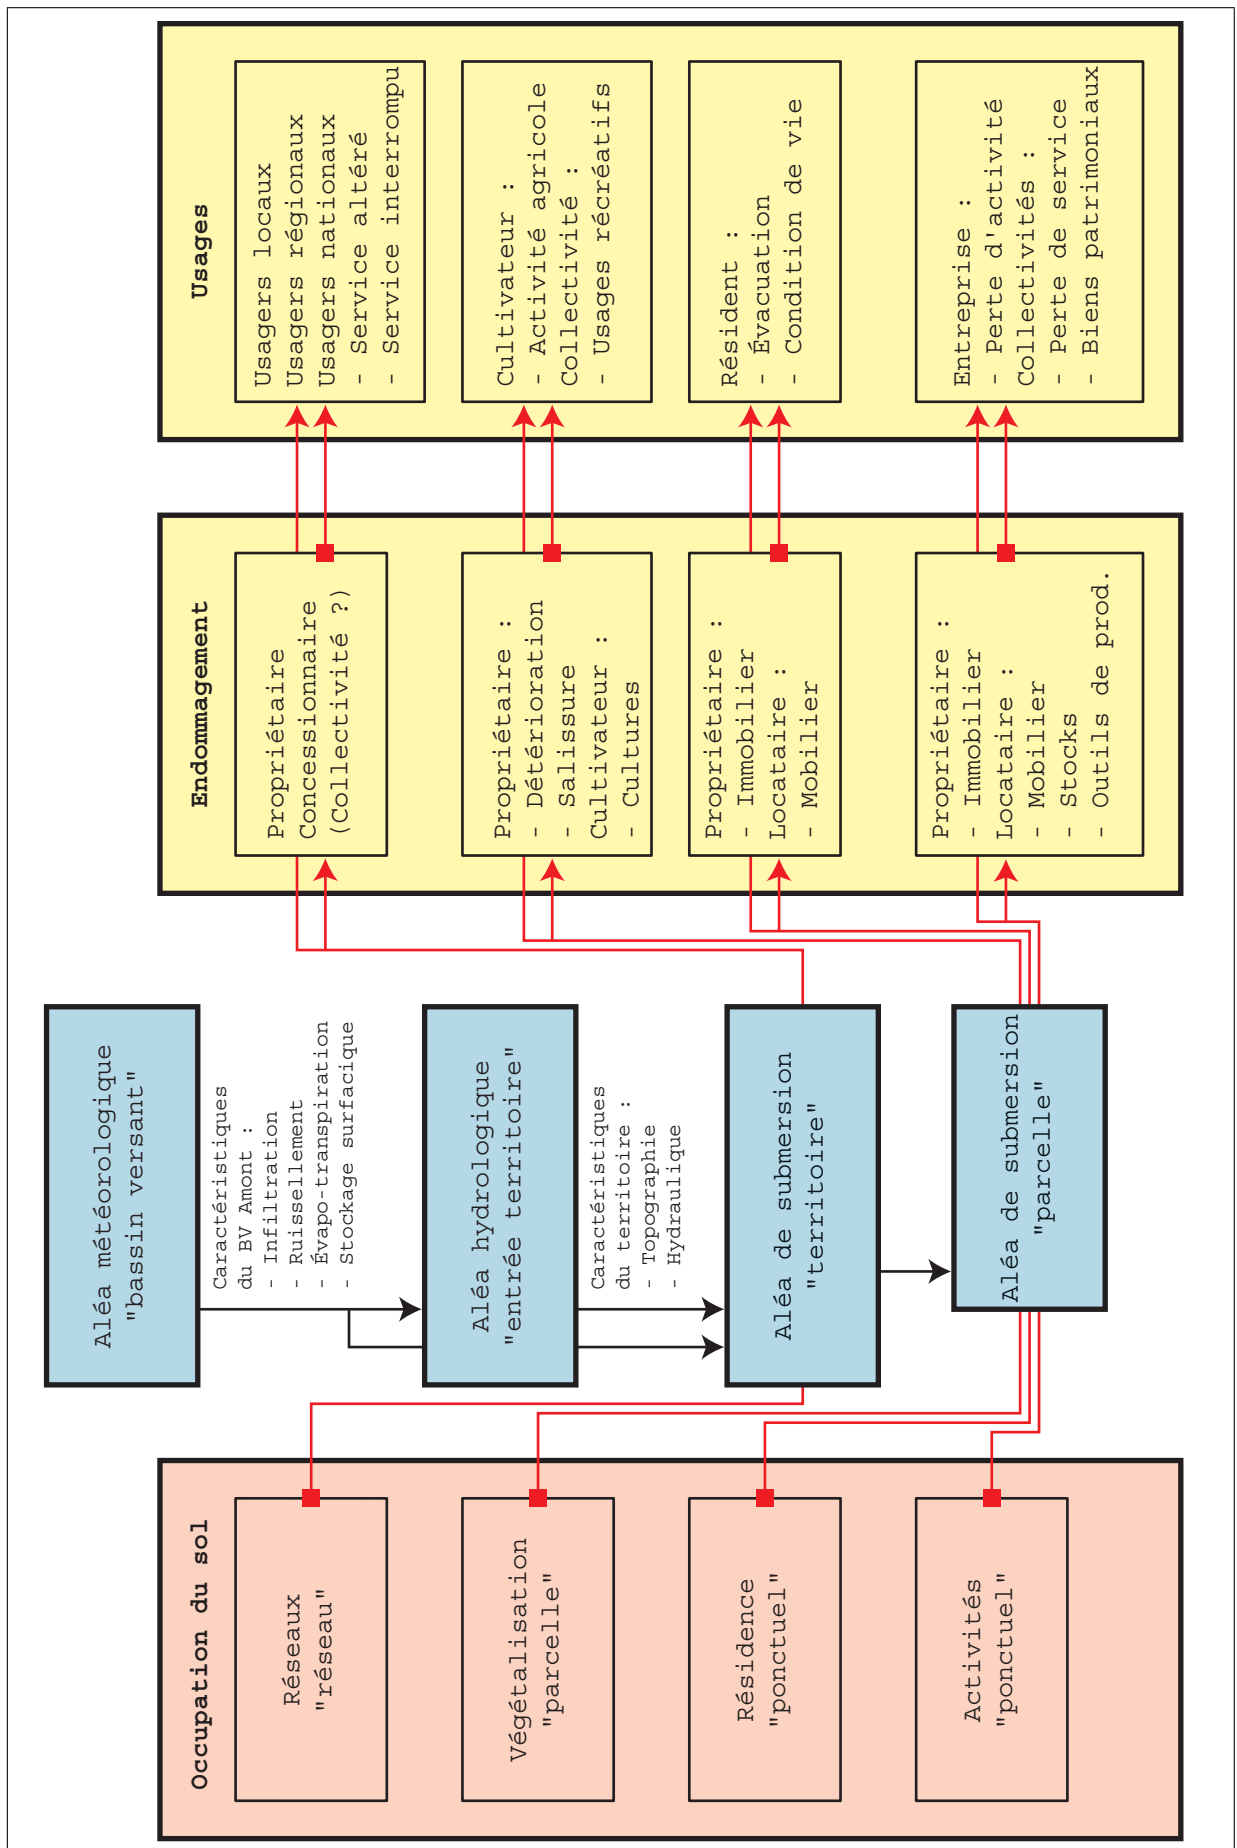 Occupation du sol
Réseaux
"réseau"
Végétalisation
"parcelle"
Résidence
"ponctuel"
Activités
"ponctuel"
Aléa météorologique
"bassin versant"
Caractéristiques
du BV Amont :
- Infiltration
- Ruissellement
- Évapo-transpiration
- Stockage surfacique
Aléa hydrologique
"entrée territoire"
Caractéristiques
du territoire :
- Topographie
- Hydraulique
Aléa de submersion
"territoire"
Aléa de submersion
"parcelle"
Endommagement
Propriétaire
Concessionnaire
(Collectivité ?)
Propriétaire :
- Détérioration
- Salissure
Cultivateur :
- Cultures
Propriétaire :
- Immobilier
Locataire :
- Mobilier
Propriétaire :
- Immobilier
Locataire :
- Mobilier
- Stocks
- Outils de prod.
Usages
Usagers locaux
Usagers régionaux
Usagers nationaux
- Service altéré
- Service interrompu
Cultivateur :
- Activité agricole
Collectivité :
- Usages récréatifs
Résident :
- Évacuation
- Condition de vie
Entreprise :
- Perte d'activité
Collectivités :
- Perte de service
- Biens patrimoniaux